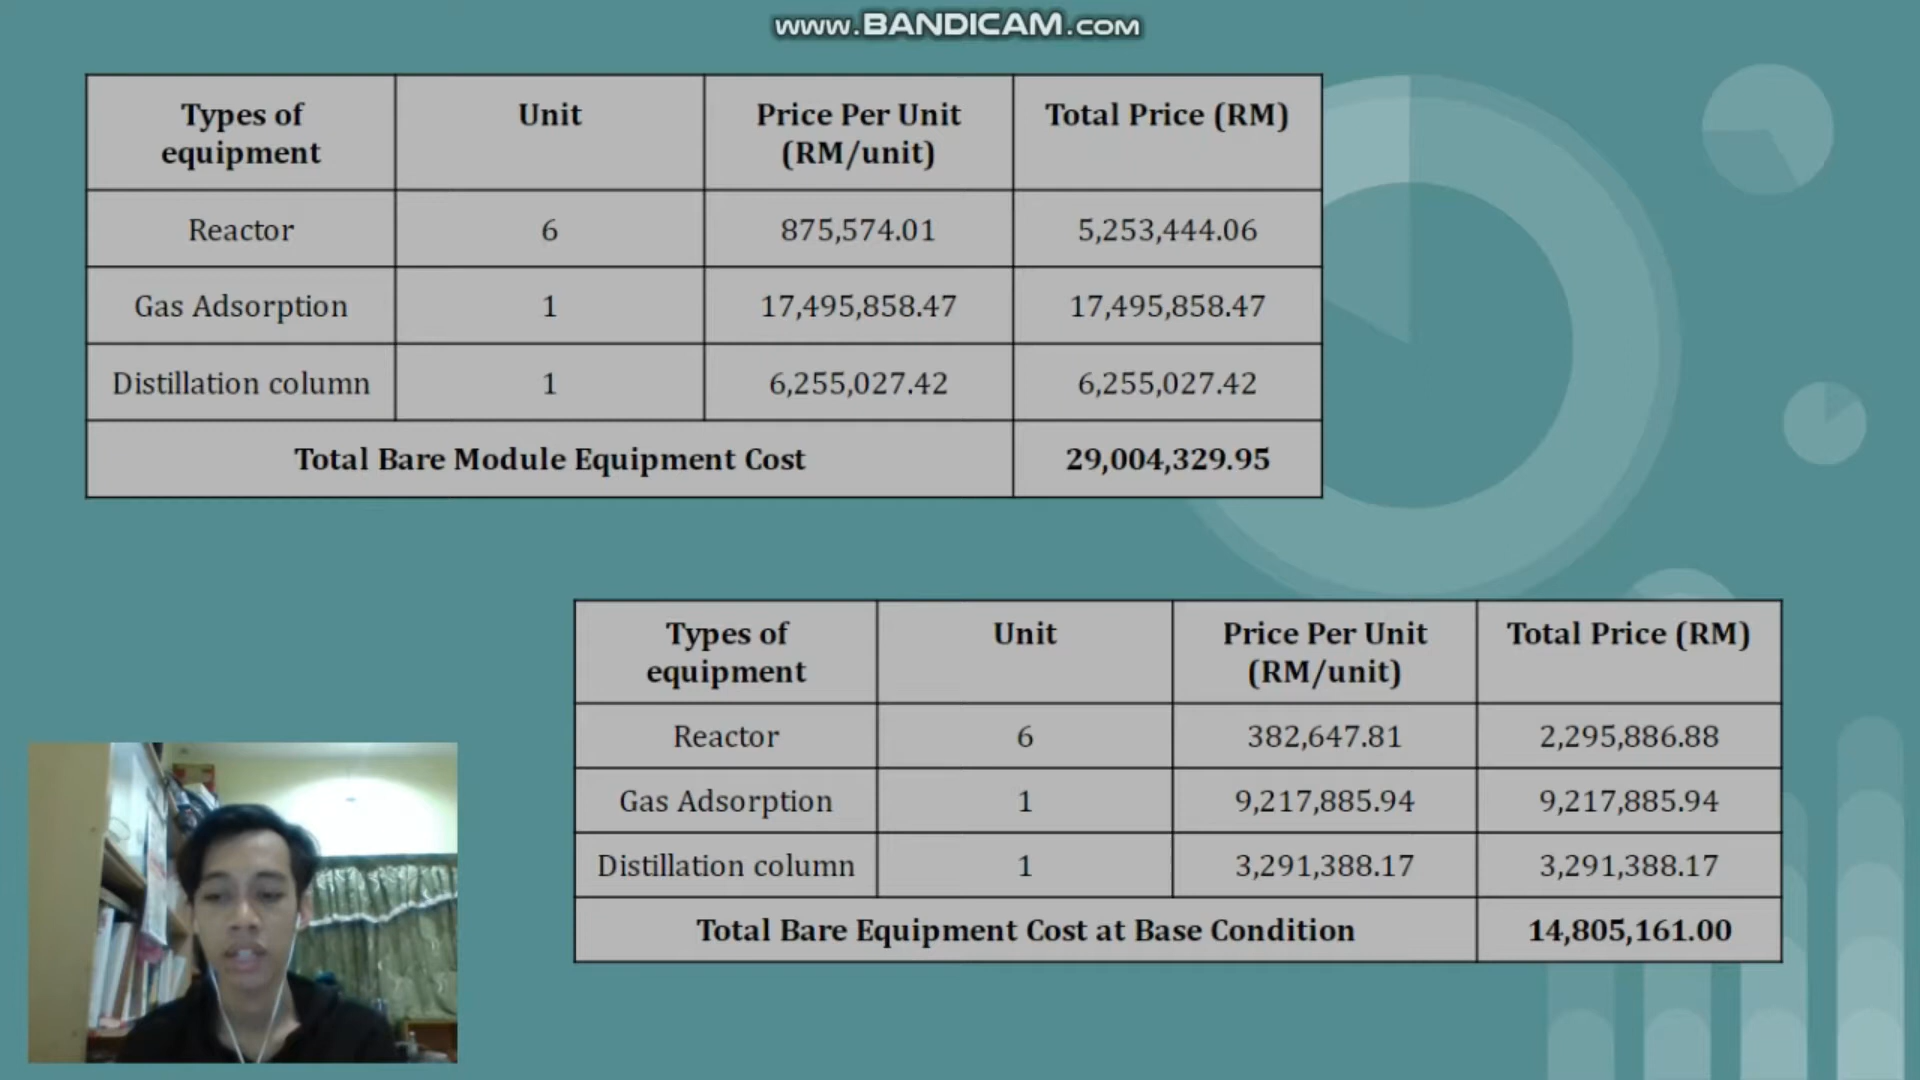 www.BANDICAM.com
Types of equipment | Unit | Price Per Unit (RM/unit) | Total Price (RM)
Reactor | 6 | 875,574.01 | 5,253,444.06
Gas Adsorption | 1 | 17,495,858.47 | 17,495,858.47
Distillation column | 1 | 6,255,027.42 | 6,255,027.42
Total Bare Module Equipment Cost | 29,004,329.95
Types of equipment | Unit | Price Per Unit (RM/unit) | Total Price (RM)
Reactor | 6 | 382,647.81 | 2,295,886.88
Gas Adsorption | 1 | 9,217,885.94 | 9,217,885.94
Distillation column | 1 | 3,291,388.17 | 3,291,388.17
Total Bare Equipment Cost at Base Condition | 14,805,161.00